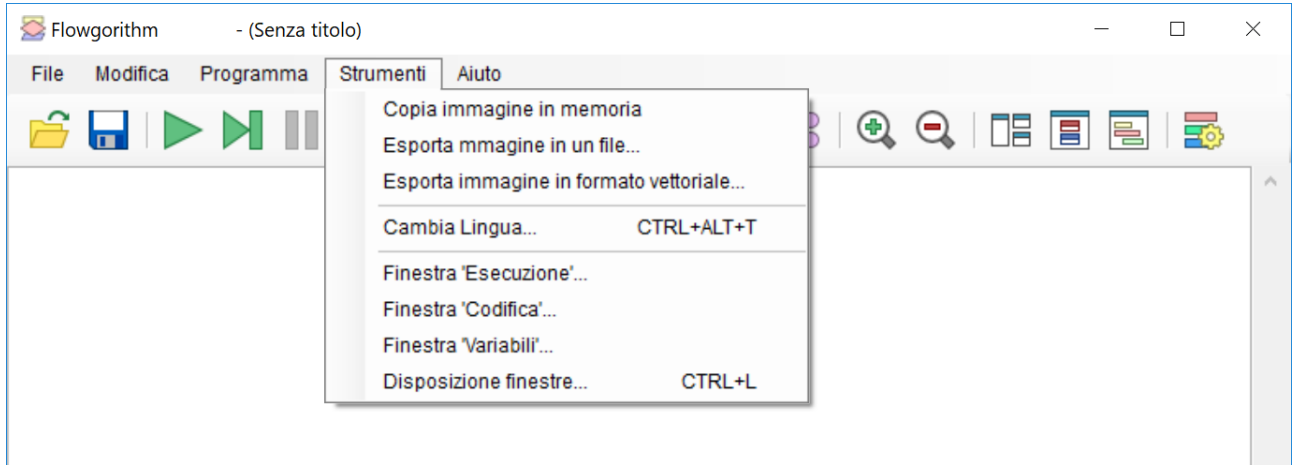 Flowgorithm - (Senza titolo)
File Modifica Programma Strumenti Aiuto
Copia immagine in memoria
Esporta mmagine in un file...
Esporta immagine in formato vettoriale...
Cambia Lingua... CTRL+ALT+T
Finestra 'Esecuzione'...
Finestra 'Codifica'...
Finestra 'Variabili'...
Disposizione finestre... CTRL+L